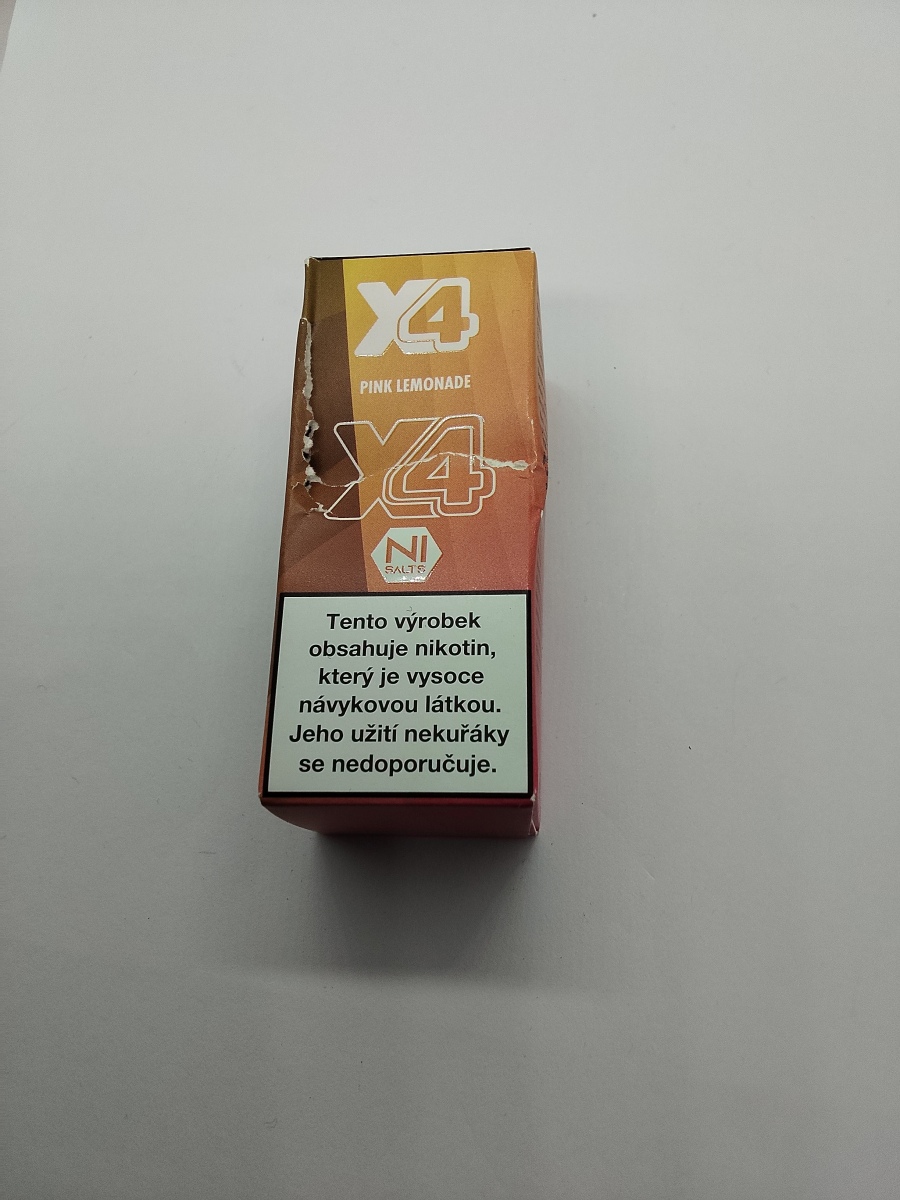 X4
PINK LEMONADE
X4
NI
SALTS
Tento výrobek
obsahuje nikotin,
který je vysoce
návykovou látkou.
Jeho užití nekuřáky
se nedoporučuje.